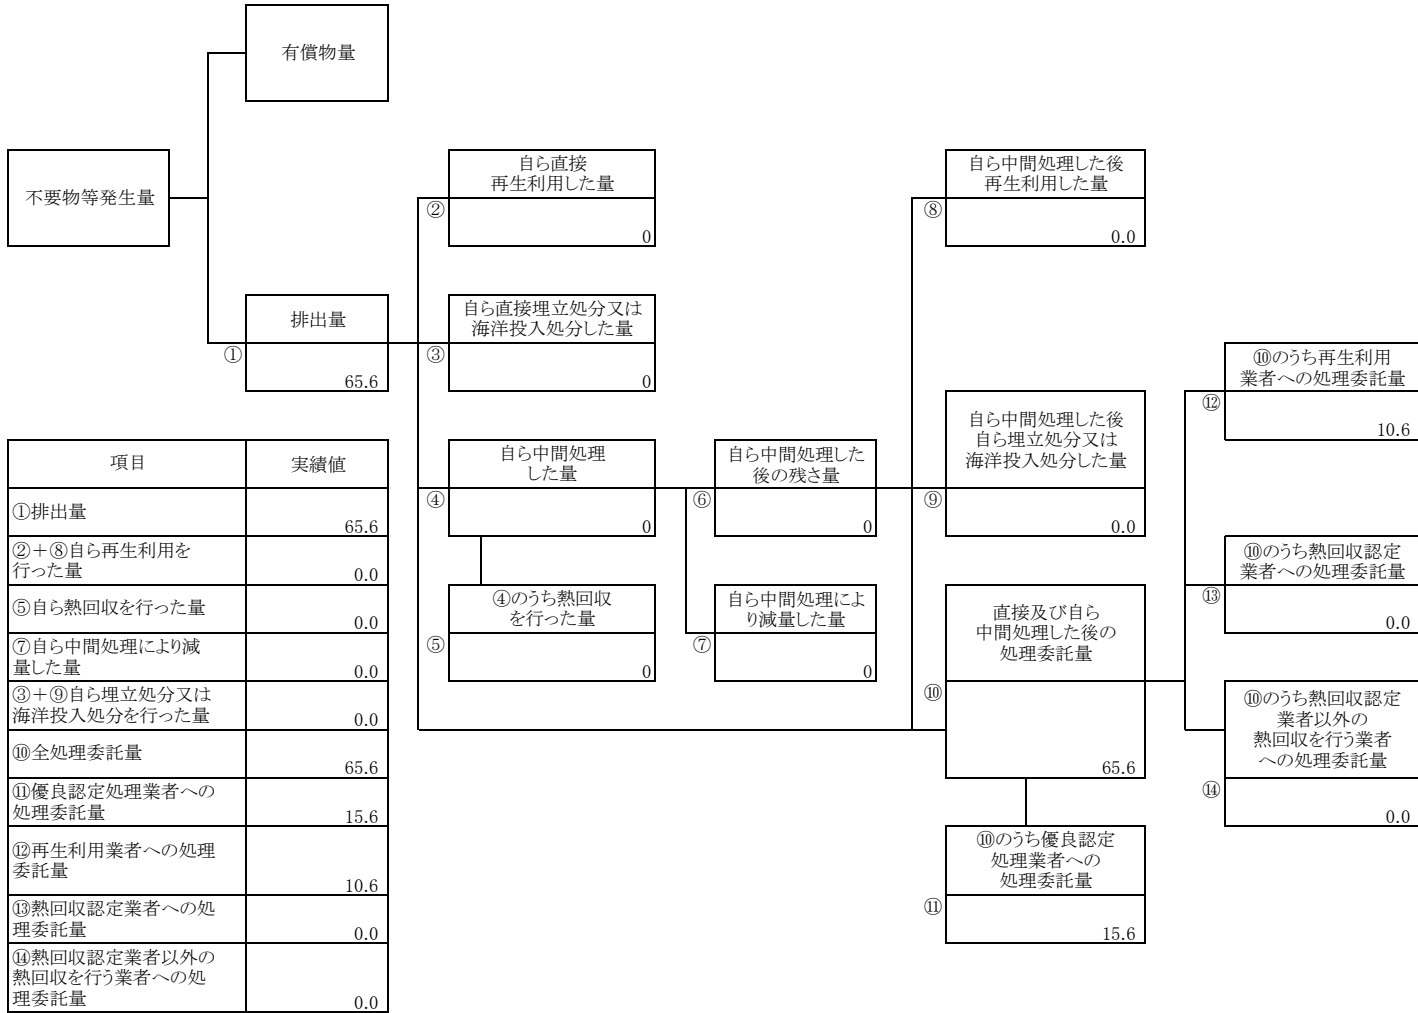 有償物量
不要物等発生量
排出量
①
65.6
自ら直接
再生利用した量
②
0
自ら直接埋立処分又は
海洋投入処分した量
③
0
自ら中間処理
した量
④
0
④のうち熱回収
を行った量
⑤
0
自ら中間処理した
後の残さ量
⑥
0
自ら中間処理によ
り減量した量
⑦
0
自ら中間処理した後
再生利用した量
⑧
0.0
自ら中間処理した後
自ら埋立処分又は
海洋投入処分した量
⑨
0.0
直接及び自ら
中間処理した後の
処理委託量
⑩
65.6
⑩のうち優良認定
処理業者への
処理委託量
⑪
15.6
⑩のうち再生利用
業者への処理委託量
⑫
10.6
⑩のうち熱回収認定
業者への処理委託量
⑬
0.0
⑩のうち熱回収認定
業者以外の
熱回収を行う業者
への処理委託量
⑭
0.0
項目 実績値
①排出量
65.6
②+⑧自ら再生利用を
行った量
0.0
⑤自ら熱回収を行った量
0.0
⑦自ら中間処理により減
量した量
0.0
③+⑨自ら埋立処分又は
海洋投入処分を行った量
0.0
⑩全処理委託量
65.6
⑪優良認定処理業者への
処理委託量
15.6
⑫再生利用業者への処理
委託量
10.6
⑬熱回収認定業者への処
理委託量
0.0
⑭熱回収認定業者以外の
熱回収を行う業者への処
理委託量
0.0